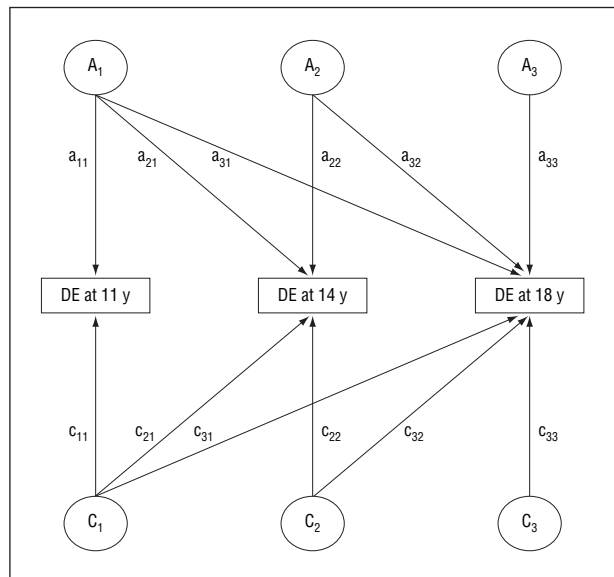 A₁ A₂ A₃
a₁₁ a₂₁ a₃₁ a₂₂ a₃₂ a₃₃
DE at 11 y DE at 14 y DE at 18 y
c₁₁ c₂₁ c₃₁ c₂₂ c₃₂ c₃₃
C₁ C₂ C₃